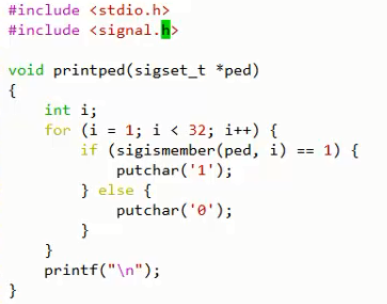 #include <stdio.h>
#include <signal.h>

void printped(sigset_t *ped)
{
    int i;
    for (i = 1; i < 32; i++) {
        if (sigismember(ped, i) == 1) {
            putchar('1');
        } else {
            putchar('0');
        }
    }
    printf("\n");
}